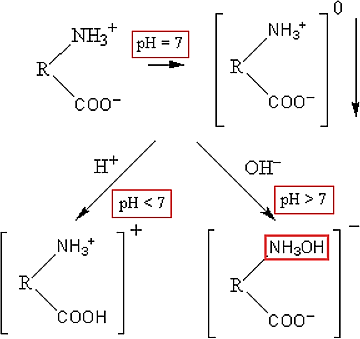 NH3+
R
COO−
pH = 7
NH3+
R
COO−
0
H+
OH−
pH < 7
pH > 7
NH3+
R
COOH
+
NH3OH
R
COO−
−